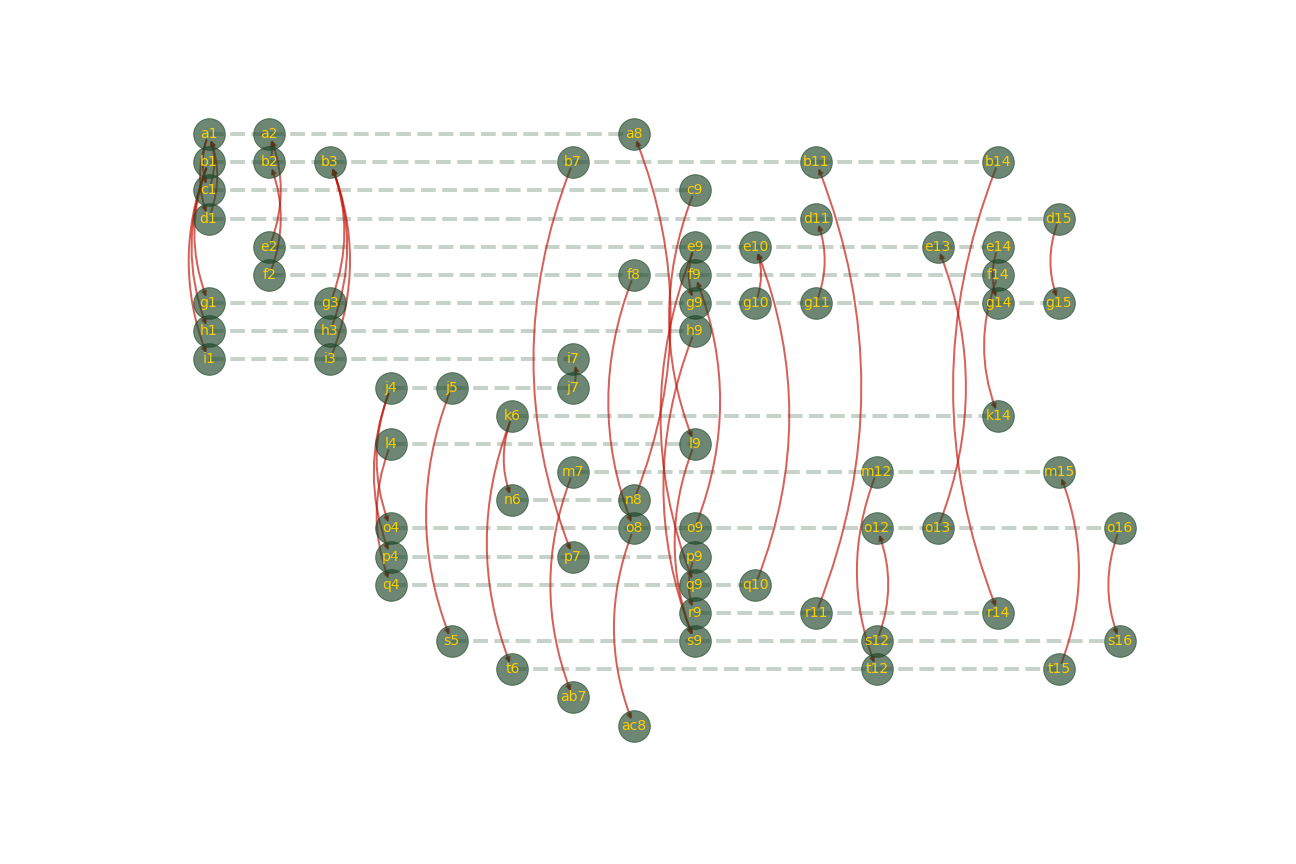 a1 a2 a8
b1 b2 b3 b7 b11 b14
c1 c9
d1 d11 d15
e2 e9 e10 e13 e14
f2 f8 f9 f14
g1 g3 g9 g10 g11 g14 g15
h1 h3 h9
i1 i3 i7
j4 j5 j7
k6 k14
l4 l9
m7 m12 m15
n6 n8
o4 o8 o9 o12 o13 o16
p4 p7 p9
q4 q9 q10
r9 r11 r14
s5 s9 s12 s16
t6 t12 t15
ab7
ac8